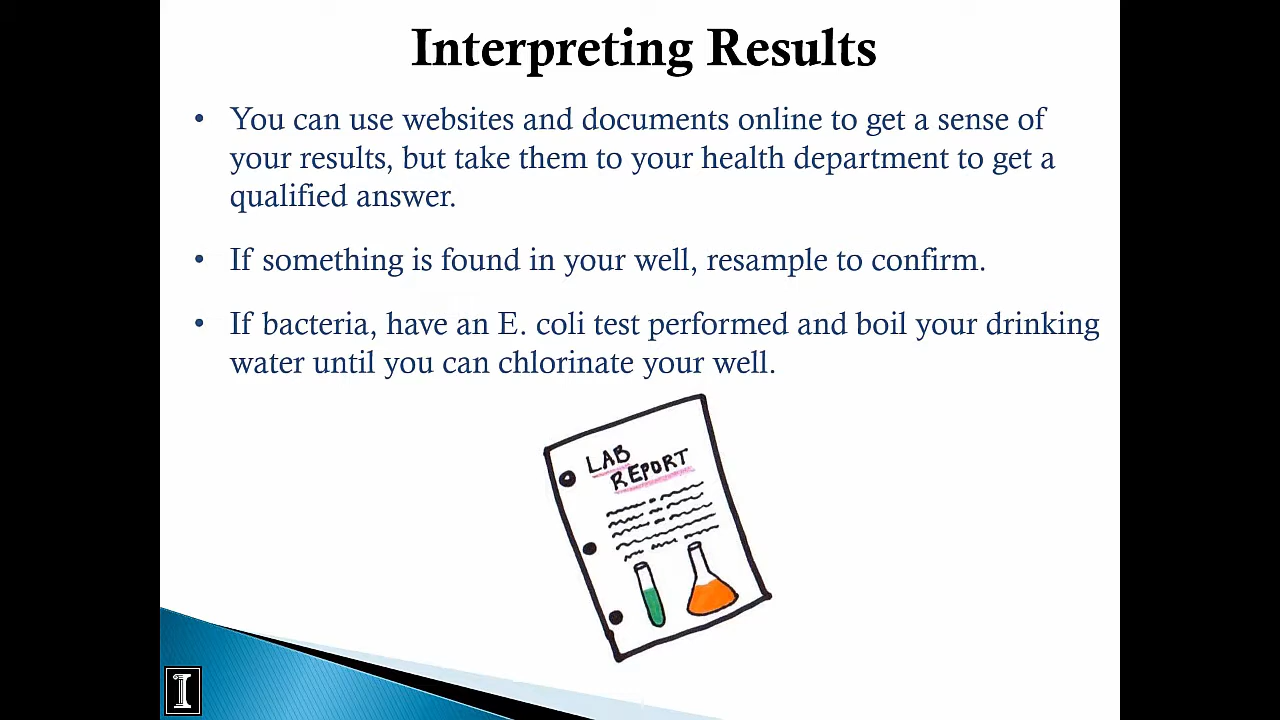 Interpreting Results
• You can use websites and documents online to get a sense of
your results, but take them to your health department to get a
qualified answer.
• If something is found in your well, resample to confirm.
• If bacteria, have an E. coli test performed and boil your drinking
water until you can chlorinate your well.
LAB
REPORT
I